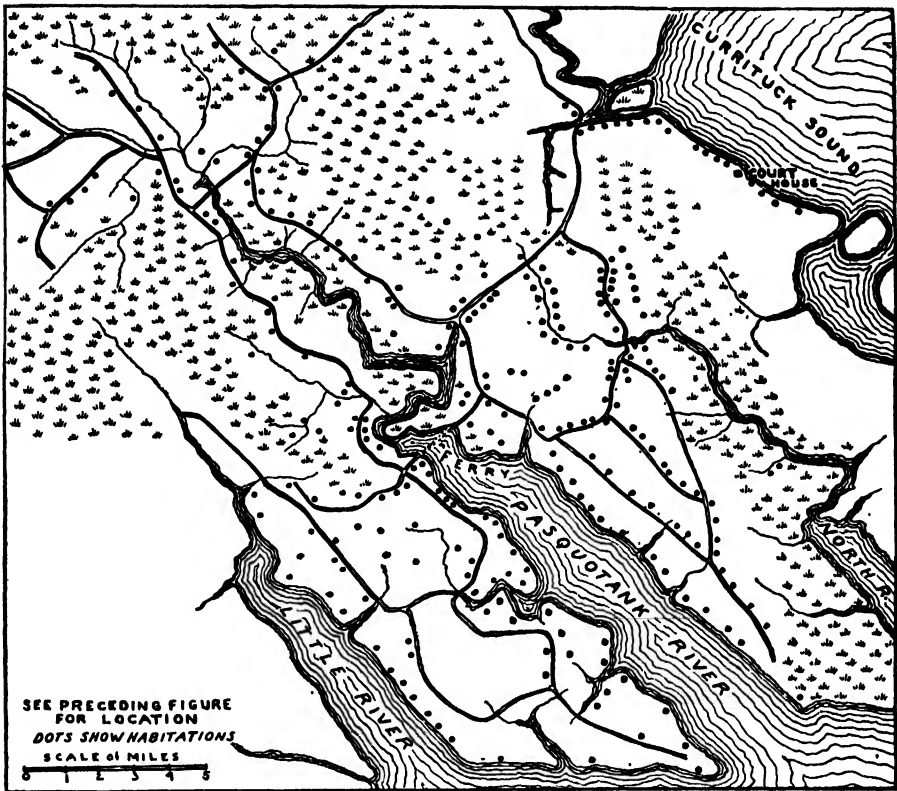 CURRITUCK SOUND
COURT
HOUSE
FERRY
PASQUOTANK RIVER
NORTH R.
LITTLE RIVER
SEE PRECEDING FIGURE
FOR LOCATION
DOTS SHOW HABITATIONS
SCALE of MILES
0 1 2 3 4 5